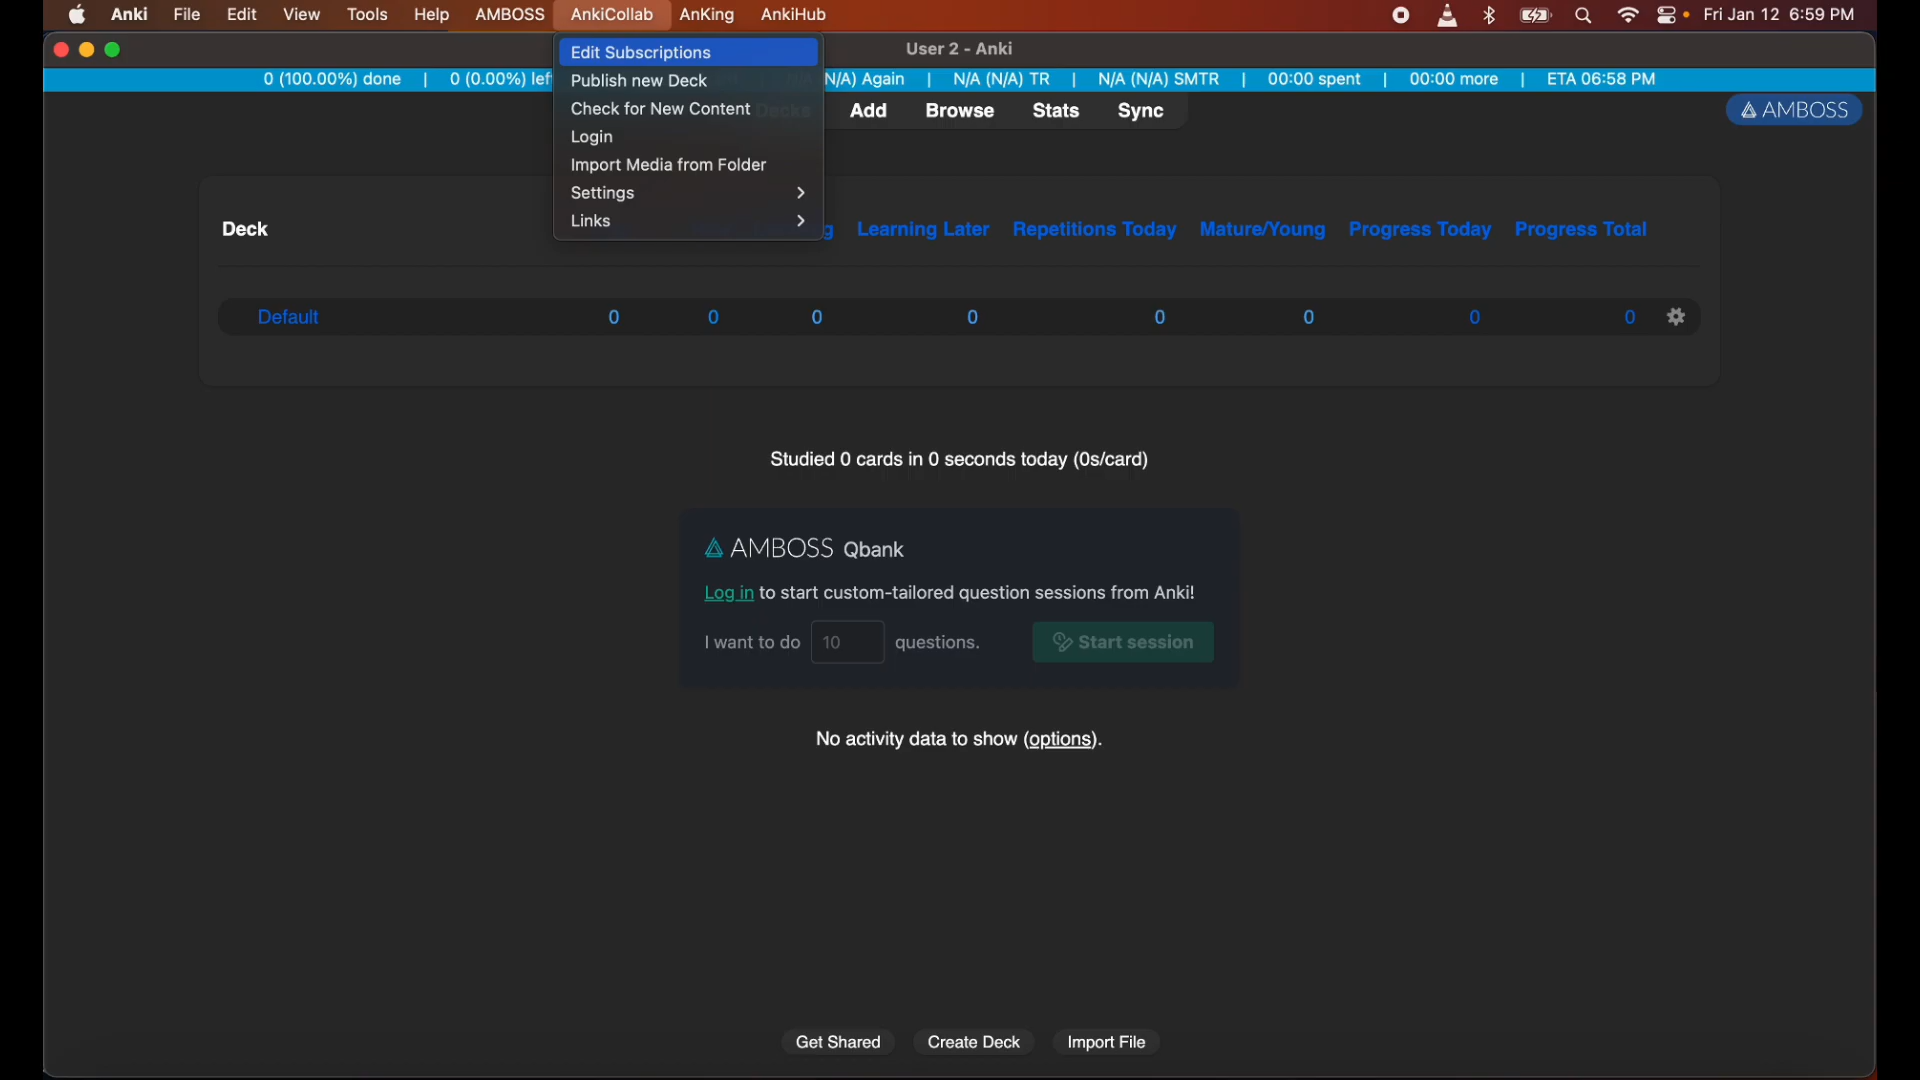 Anki File Edit View Tools Help AMBOSS AnkiCollab AnKing AnkiHub Fri Jan 12 6:59 PM
User 2 - Anki
0 (100.00%) done | 0 (0.00%) N/A) Again | N/A (N/A) TR | N/A (N/A) SMTR | 00:00 spent | 00:00 more | ETA 06:58 PM
Edit Subscriptions
Publish new Deck
Check for New Content
Login
Import Media from Folder
Settings
Links
Decks Add Browse Stats Sync
AMBOSS
Deck Learning Later Repetitions Today Mature/Young Progress Today Progress Total
Default 0 0 0 0 0 0 0 0
Studied 0 cards in 0 seconds today (0s/card)
AMBOSS Qbank
Log in to start custom-tailored question sessions from Anki!
I want to do 10 questions. Start session
No activity data to show (options).
Get Shared Create Deck Import File